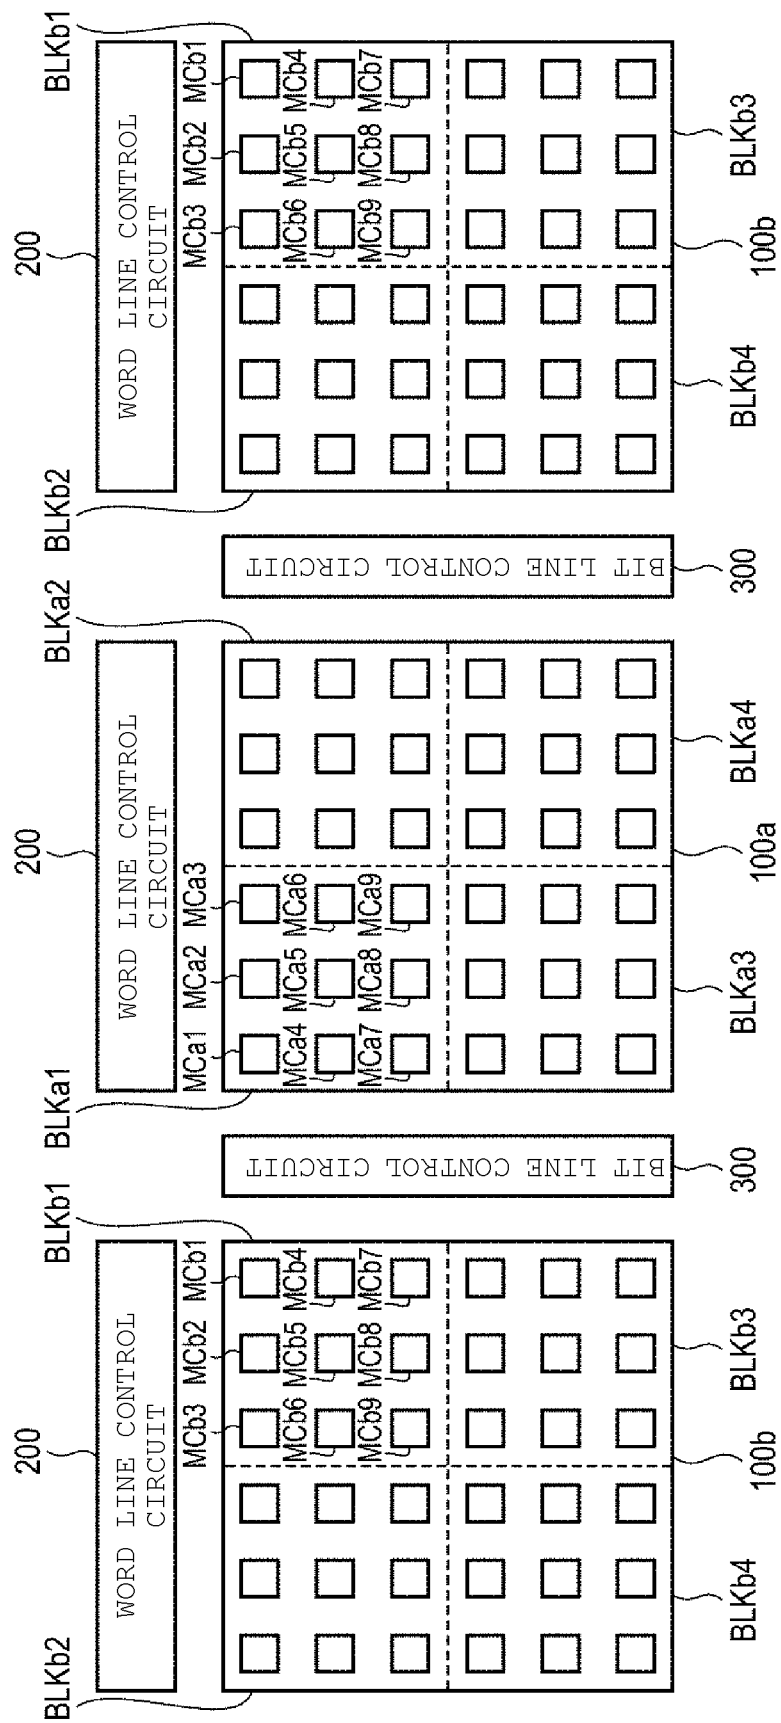 200
200
200
WORD LINE CONTROL
CIRCUIT
WORD LINE CONTROL
CIRCUIT
WORD LINE CONTROL
CIRCUIT
BLKb2
BLKb1
BLKa1
BLKa2
BLKb2
BLKb1
MCb3
MCb2
MCb1
MCa1
MCa2
MCa3
MCb3
MCb2
MCb1
MCb6
MCb5
MCb4
MCa4
MCa5
MCa6
MCb6
MCb5
MCb4
MCb9
MCb8
MCb7
MCa7
MCa8
MCa9
MCb9
MCb8
MCb7
BIT LINE CONTROL CIRCUIT
BIT LINE CONTROL CIRCUIT
BLKb4
100b
BLKb3
300
BLKa3
100a
BLKa4
300
BLKb4
100b
BLKb3